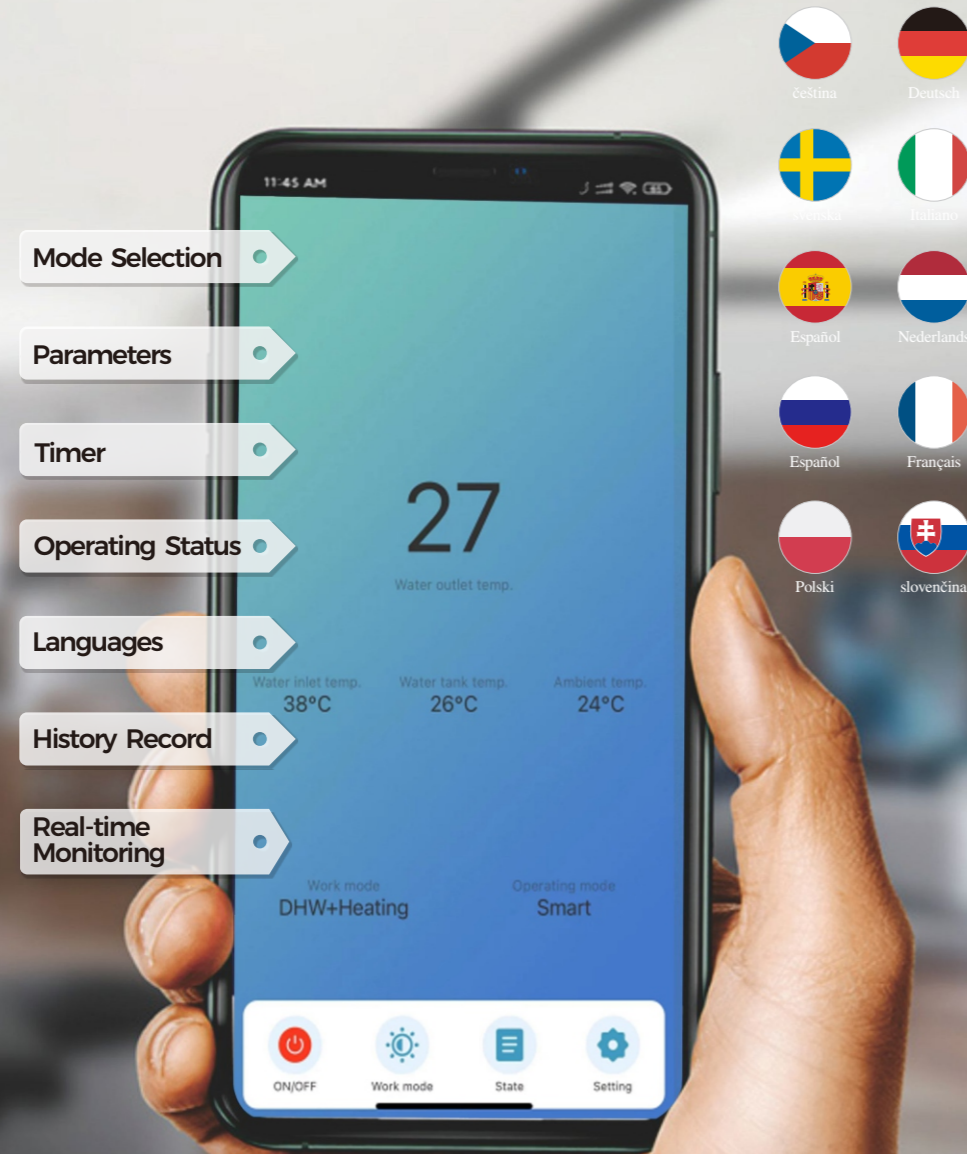 čeština
Deutsch
svenska
Italiano
Español
Nederlands
Español
Français
Polski
slovenčina
11:45 AM
Mode Selection
Parameters
Timer
Operating Status
Languages
History Record
Real-time
Monitoring
27
Water outlet temp.
Water inlet temp.
Water tank temp.
Ambient temp.
38°C
26°C
24°C
Work mode
Operating mode
DHW+Heating
Smart
ON/OFF
Work mode
State
Setting